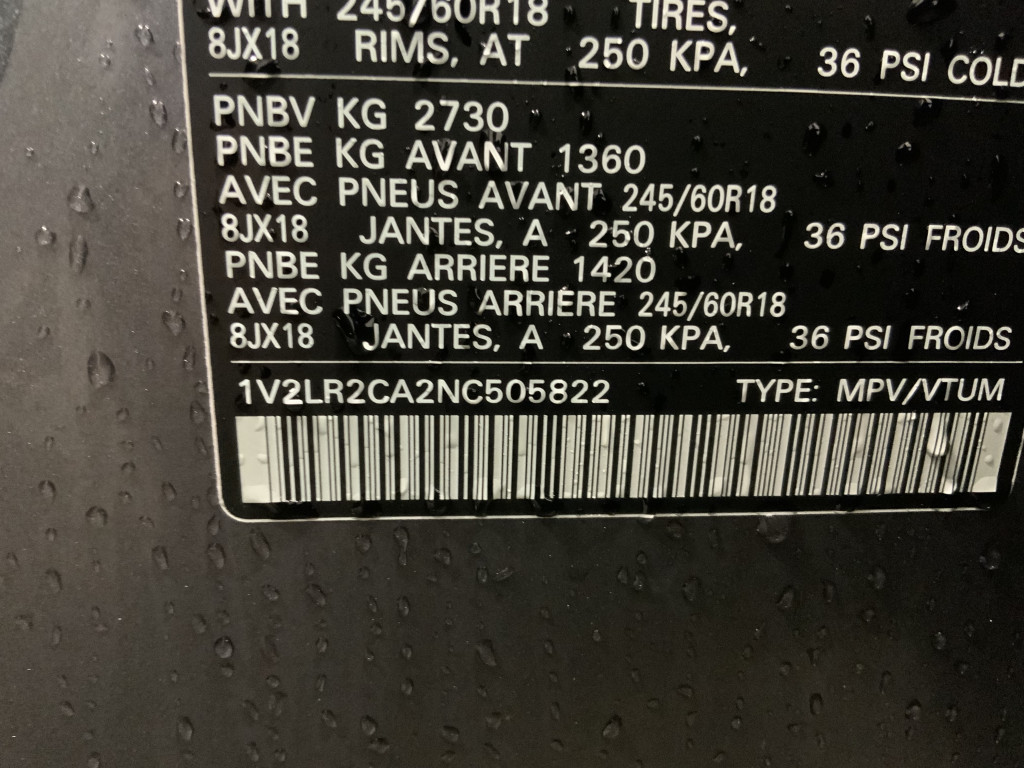 WITH 245/60R18 TIRES,
8JX18 RIMS, AT 250 KPA, 36 PSI COLD
PNBV KG 2730
PNBE KG AVANT 1360
AVEC PNEUS AVANT 245/60R18
8JX18 JANTES, A 250 KPA, 36 PSI FROIDS
PNBE KG ARRIERE 1420
AVEC PNEUS ARRIÈRE 245/60R18
8JX18 JANTES, A 250 KPA, 36 PSI FROIDS
1V2LR2CA2NC505822 TYPE: MPV/VTUM